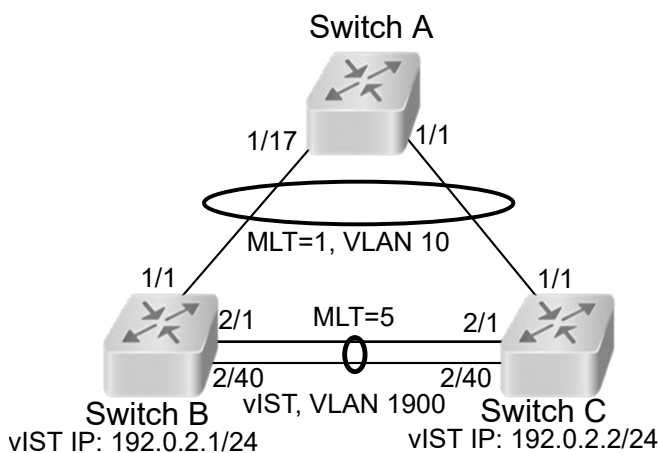 Switch A
1/17
1/1
MLT=1, VLAN 10
1/1
1/1
2/1
MLT=5
2/1
2/40
2/40
vIST, VLAN 1900
Switch B
Switch C
vIST IP: 192.0.2.1/24
vIST IP: 192.0.2.2/24